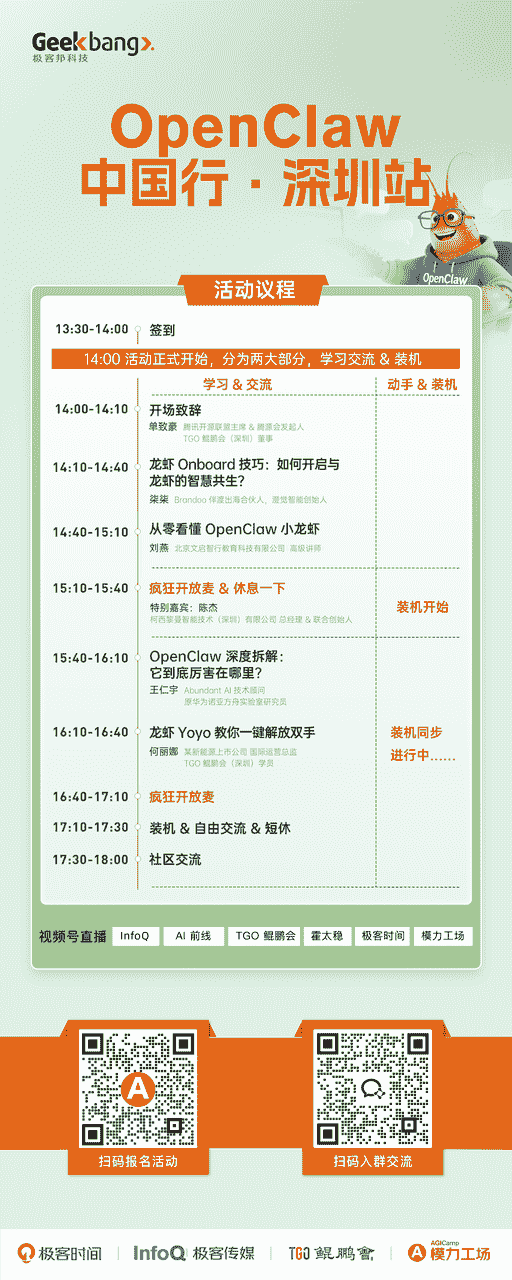 Geekbang>.
极客邦科技
OpenClaw
中国行·深圳站
OpenClaw
活动议程
13:30-14:00 签到
14:00 活动正式开始，分为两大部分，学习交流 & 装机
学习 & 交流 动手 & 装机
14:00-14:10 开场致辞
单致豪 腾讯开源联盟主席 & 腾源会发起人
TGO 鲲鹏会（深圳）董事
14:10-14:40 龙虾 Onboard 技巧：如何开启与
龙虾的智慧共生？
柒柒 Brandoo 伴渡出海合伙人，澄觉智能创始人
14:40-15:10 从零看懂 OpenClaw 小龙虾
刘燕 北京文启智行教育科技有限公司 高级讲师
15:10-15:40 疯狂开放麦 & 休息一下
特别嘉宾：陈杰
柯西黎曼智能技术（深圳）有限公司 总经理 & 联合创始人
装机开始
15:40-16:10 OpenClaw 深度拆解：
它到底厉害在哪里？
王仁宇 Abundant AI 技术顾问
原华为诺亚方舟实验室研究员
16:10-16:40 龙虾 Yoyo 教你一键解放双手
何丽娜 某新能源上市公司 国际运营总监
TGO 鲲鹏会（深圳）学员
装机同步
进行中……
16:40-17:10 疯狂开放麦
17:10-17:30 装机 & 自由交流 & 短休
17:30-18:00 社区交流
视频号直播 InfoQ AI 前线 TGO 鲲鹏会 霍太稳 极客时间 模力工场
扫码报名活动 扫码入群交流
极客时间 InfoQ 极客传媒 TGO 鲲鹏會 AGICamp 模力工场